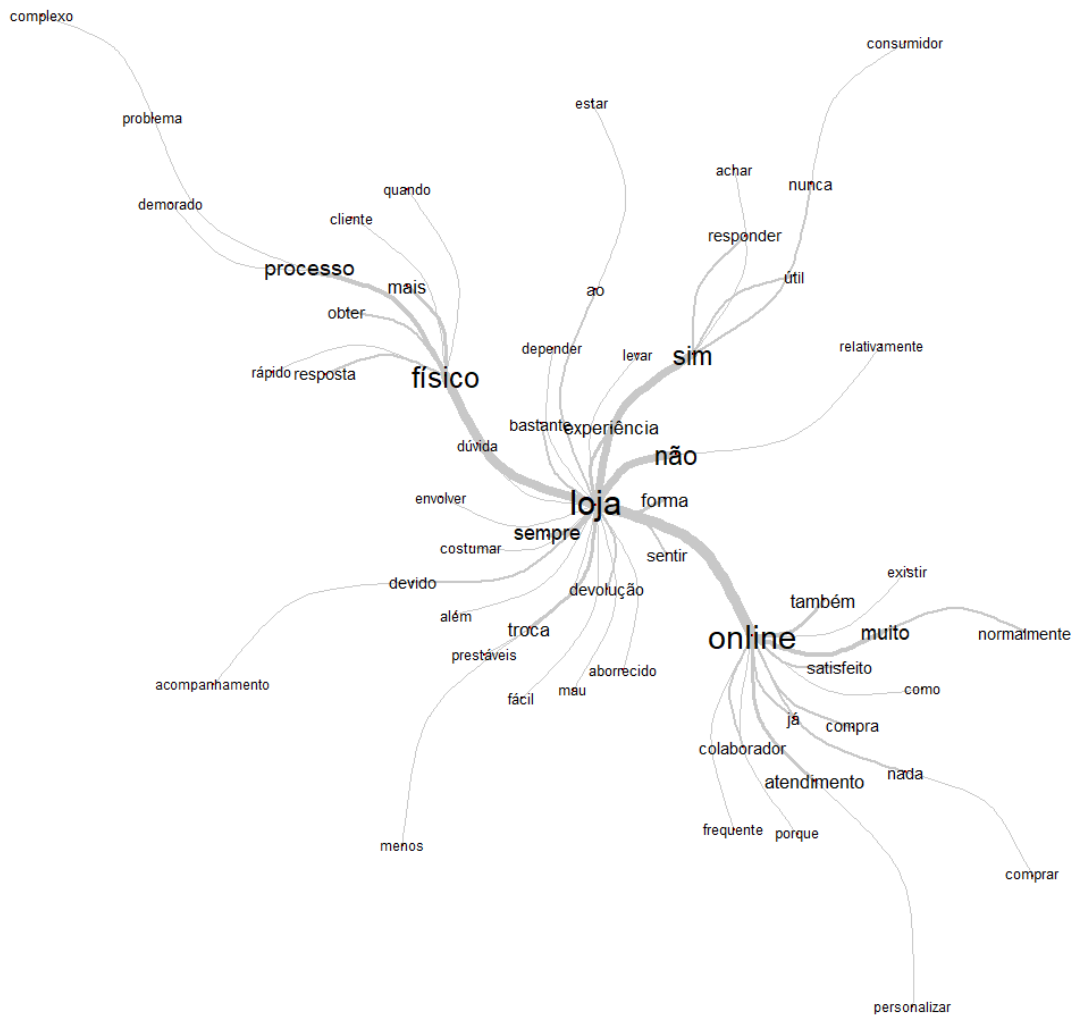 complexo
consumidor
estar
problema
achar
nunca
quando
demorado
cliente
responder
processo
mais
ao
útil
obter
depender
levar
sim
relativamente
rápido
resposta
físico
bastante
experiência
dúvida
não
envolver
loja
forma
sempre
costumar
sentir
devido
devolução
existir
além
também
troca
online
muito
normalmente
prestáveis
aborrecido
satisfeito
acompanhamento
fácil
mau
como
já
compra
colaborador
atendimento
nada
frequente
porque
menos
comprar
personalizar